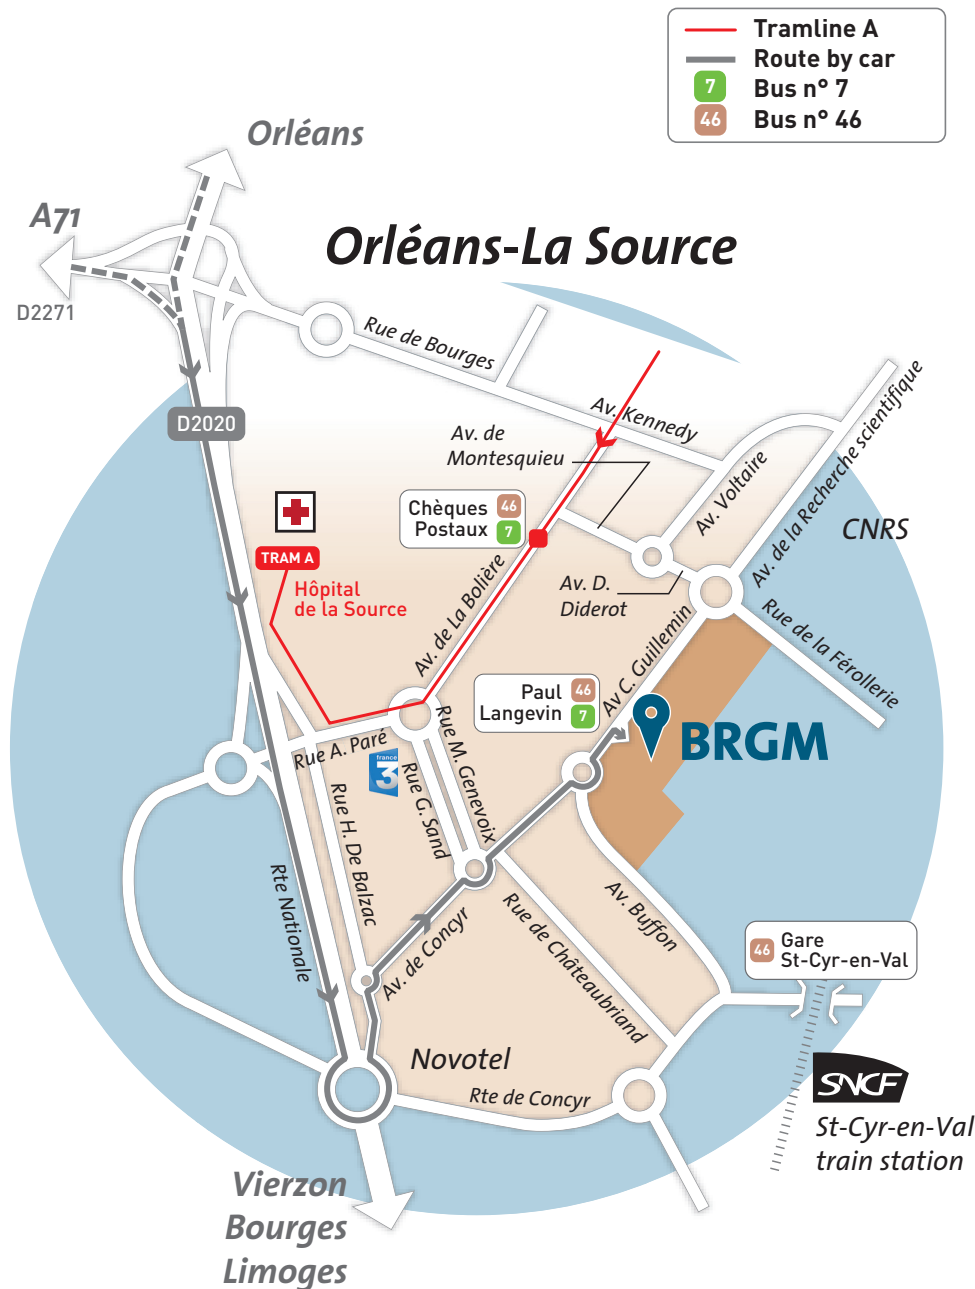 Tramline A
Route by car
7 Bus n° 7
46 Bus n° 46
Orléans
A71
D2271
Orléans-La Source
Rue de Bourges
Av. Kennedy
D2020
Av. de
Montesquieu
Av. Voltaire
Av. de la Recherche scientifique
CNRS
Chèques 46
Postaux 7
TRAM A
Hôpital
de la Source
Av. de La Bolière
Av. D.
Diderot
Av C. Guillemin
Rue de la Férollerie
Paul 46
Langevin 7
BRGM
Rue A. Paré
france
3
Rue G. Sand
Rue M. Genevoix
Rue H. De Balzac
Rte Nationale
Av. de Concyr
Rue de Châteaubriand
Av. Buffon
46 Gare
St-Cyr-en-Val
Novotel
Rte de Concyr
SNCF
St-Cyr-en-Val
train station
Vierzon
Bourges
Limoges